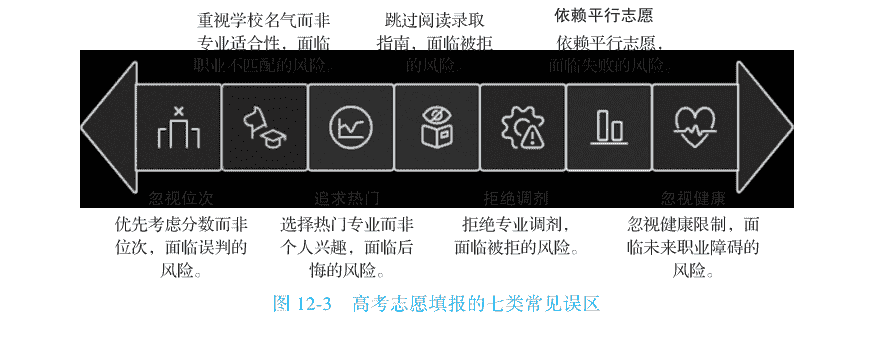 重视学校名气而非
专业适合性，面临
职业不匹配的风险。
跳过阅读录取
指南，面临被拒
的风险。
依赖平行志愿
依赖平行志愿，
面临失败的风险。
忽视位次
优先考虑分数而非
位次，面临误判的
风险。
追求热门
选择热门专业而非
个人兴趣，面临后
悔的风险。
拒绝调剂
拒绝专业调剂，
面临被拒的风险。
忽视健康
忽视健康限制，面
临未来职业障碍的
风险。
图 12-3 高考志愿填报的七类常见误区